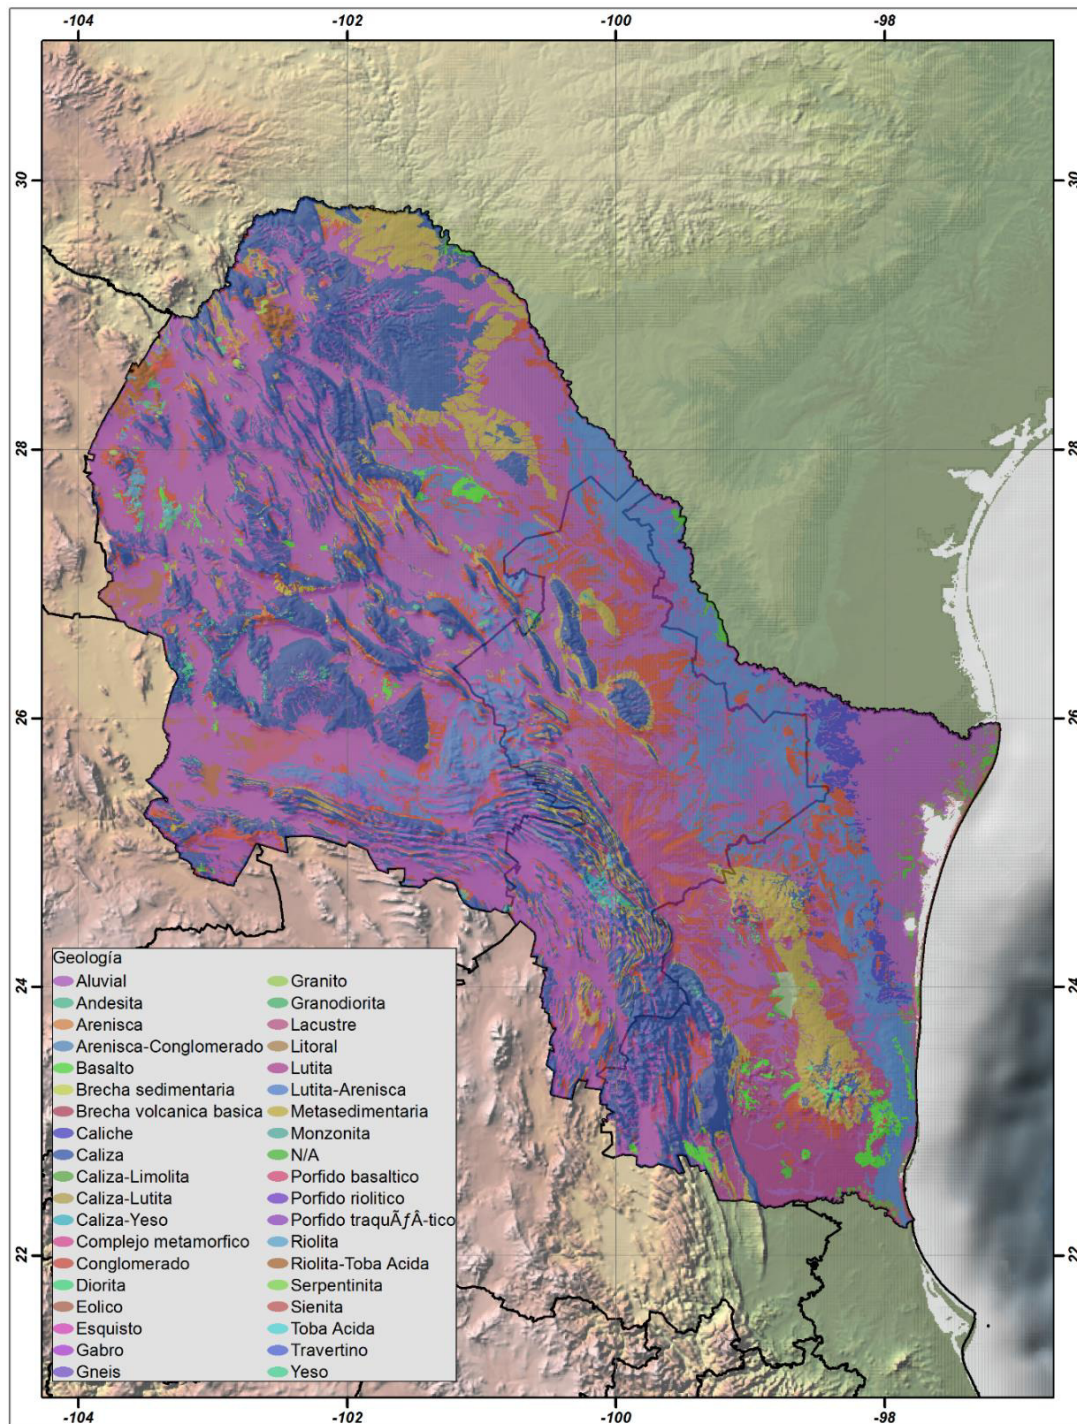 -104 -102 -100 -98
30 30
28 28
26 26
24 24
22 22
Geología
Aluvial
Andesita
Arenisca
Arenisca-Conglomerado
Basalto
Brecha sedimentaria
Brecha volcanica basica
Caliche
Caliza
Caliza-Limolita
Caliza-Lutita
Caliza-Yeso
Complejo metamorfico
Conglomerado
Diorita
Eolico
Esquisto
Gabro
Gneis
Granito
Granodiorita
Lacustre
Litoral
Lutita
Lutita-Arenisca
Metasedimentaria
Monzonita
N/A
Porfido basaltico
Porfido riolitico
Porfido traquÃƒÂ-tico
Riolita
Riolita-Toba Acida
Serpentinita
Sienita
Toba Acida
Travertino
Yeso
-104 -102 -100 -98